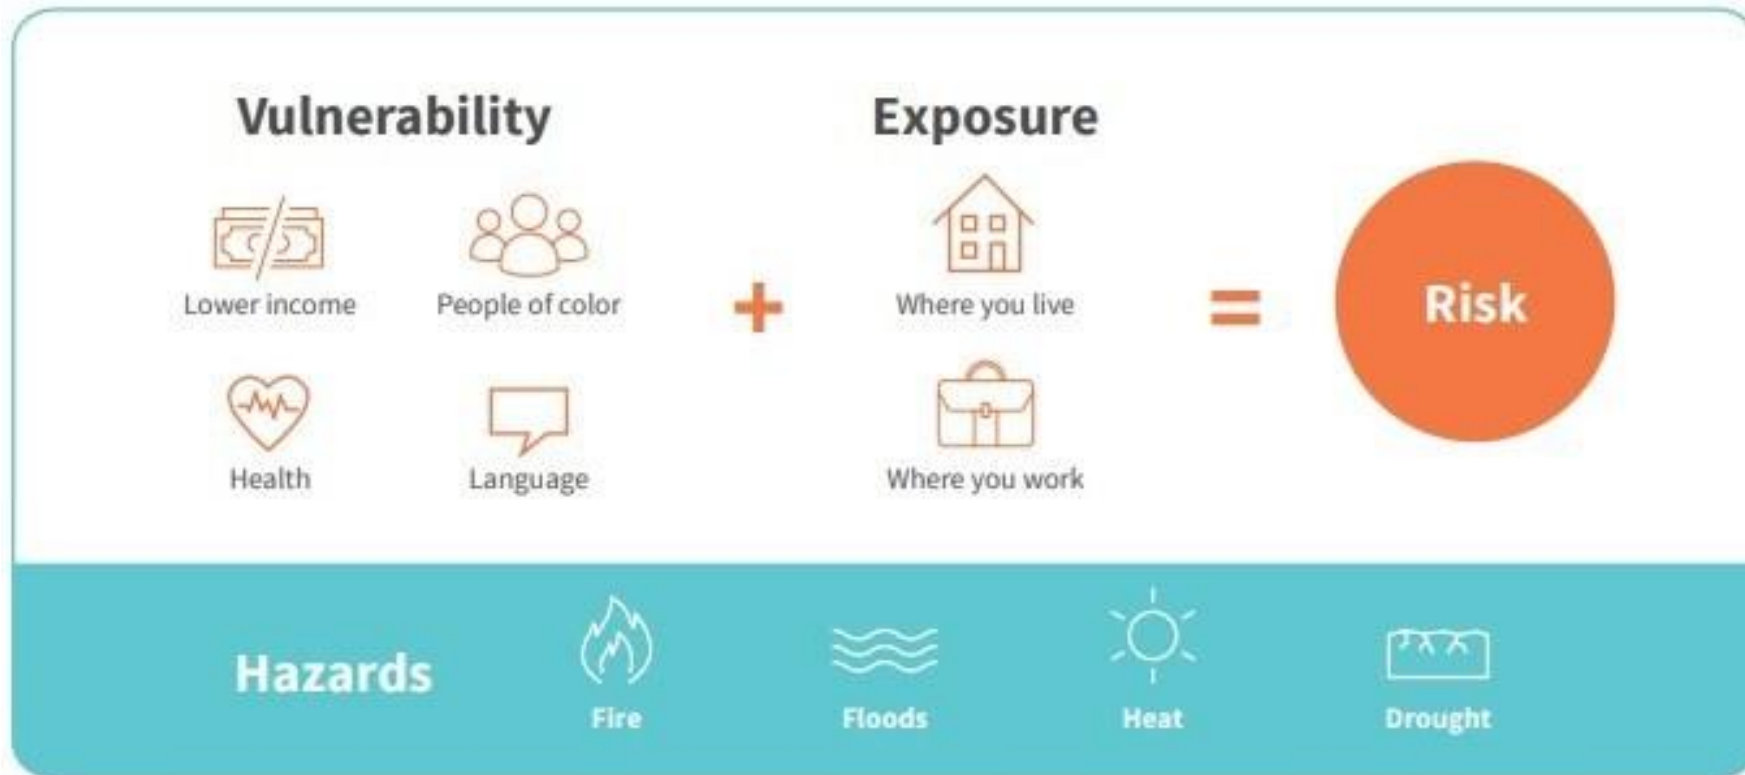 Vulnerability
Exposure
Lower income
People of color
+
Where you live
=
Risk
Health
Language
Where you work
Hazards
Fire
Floods
Heat
Drought